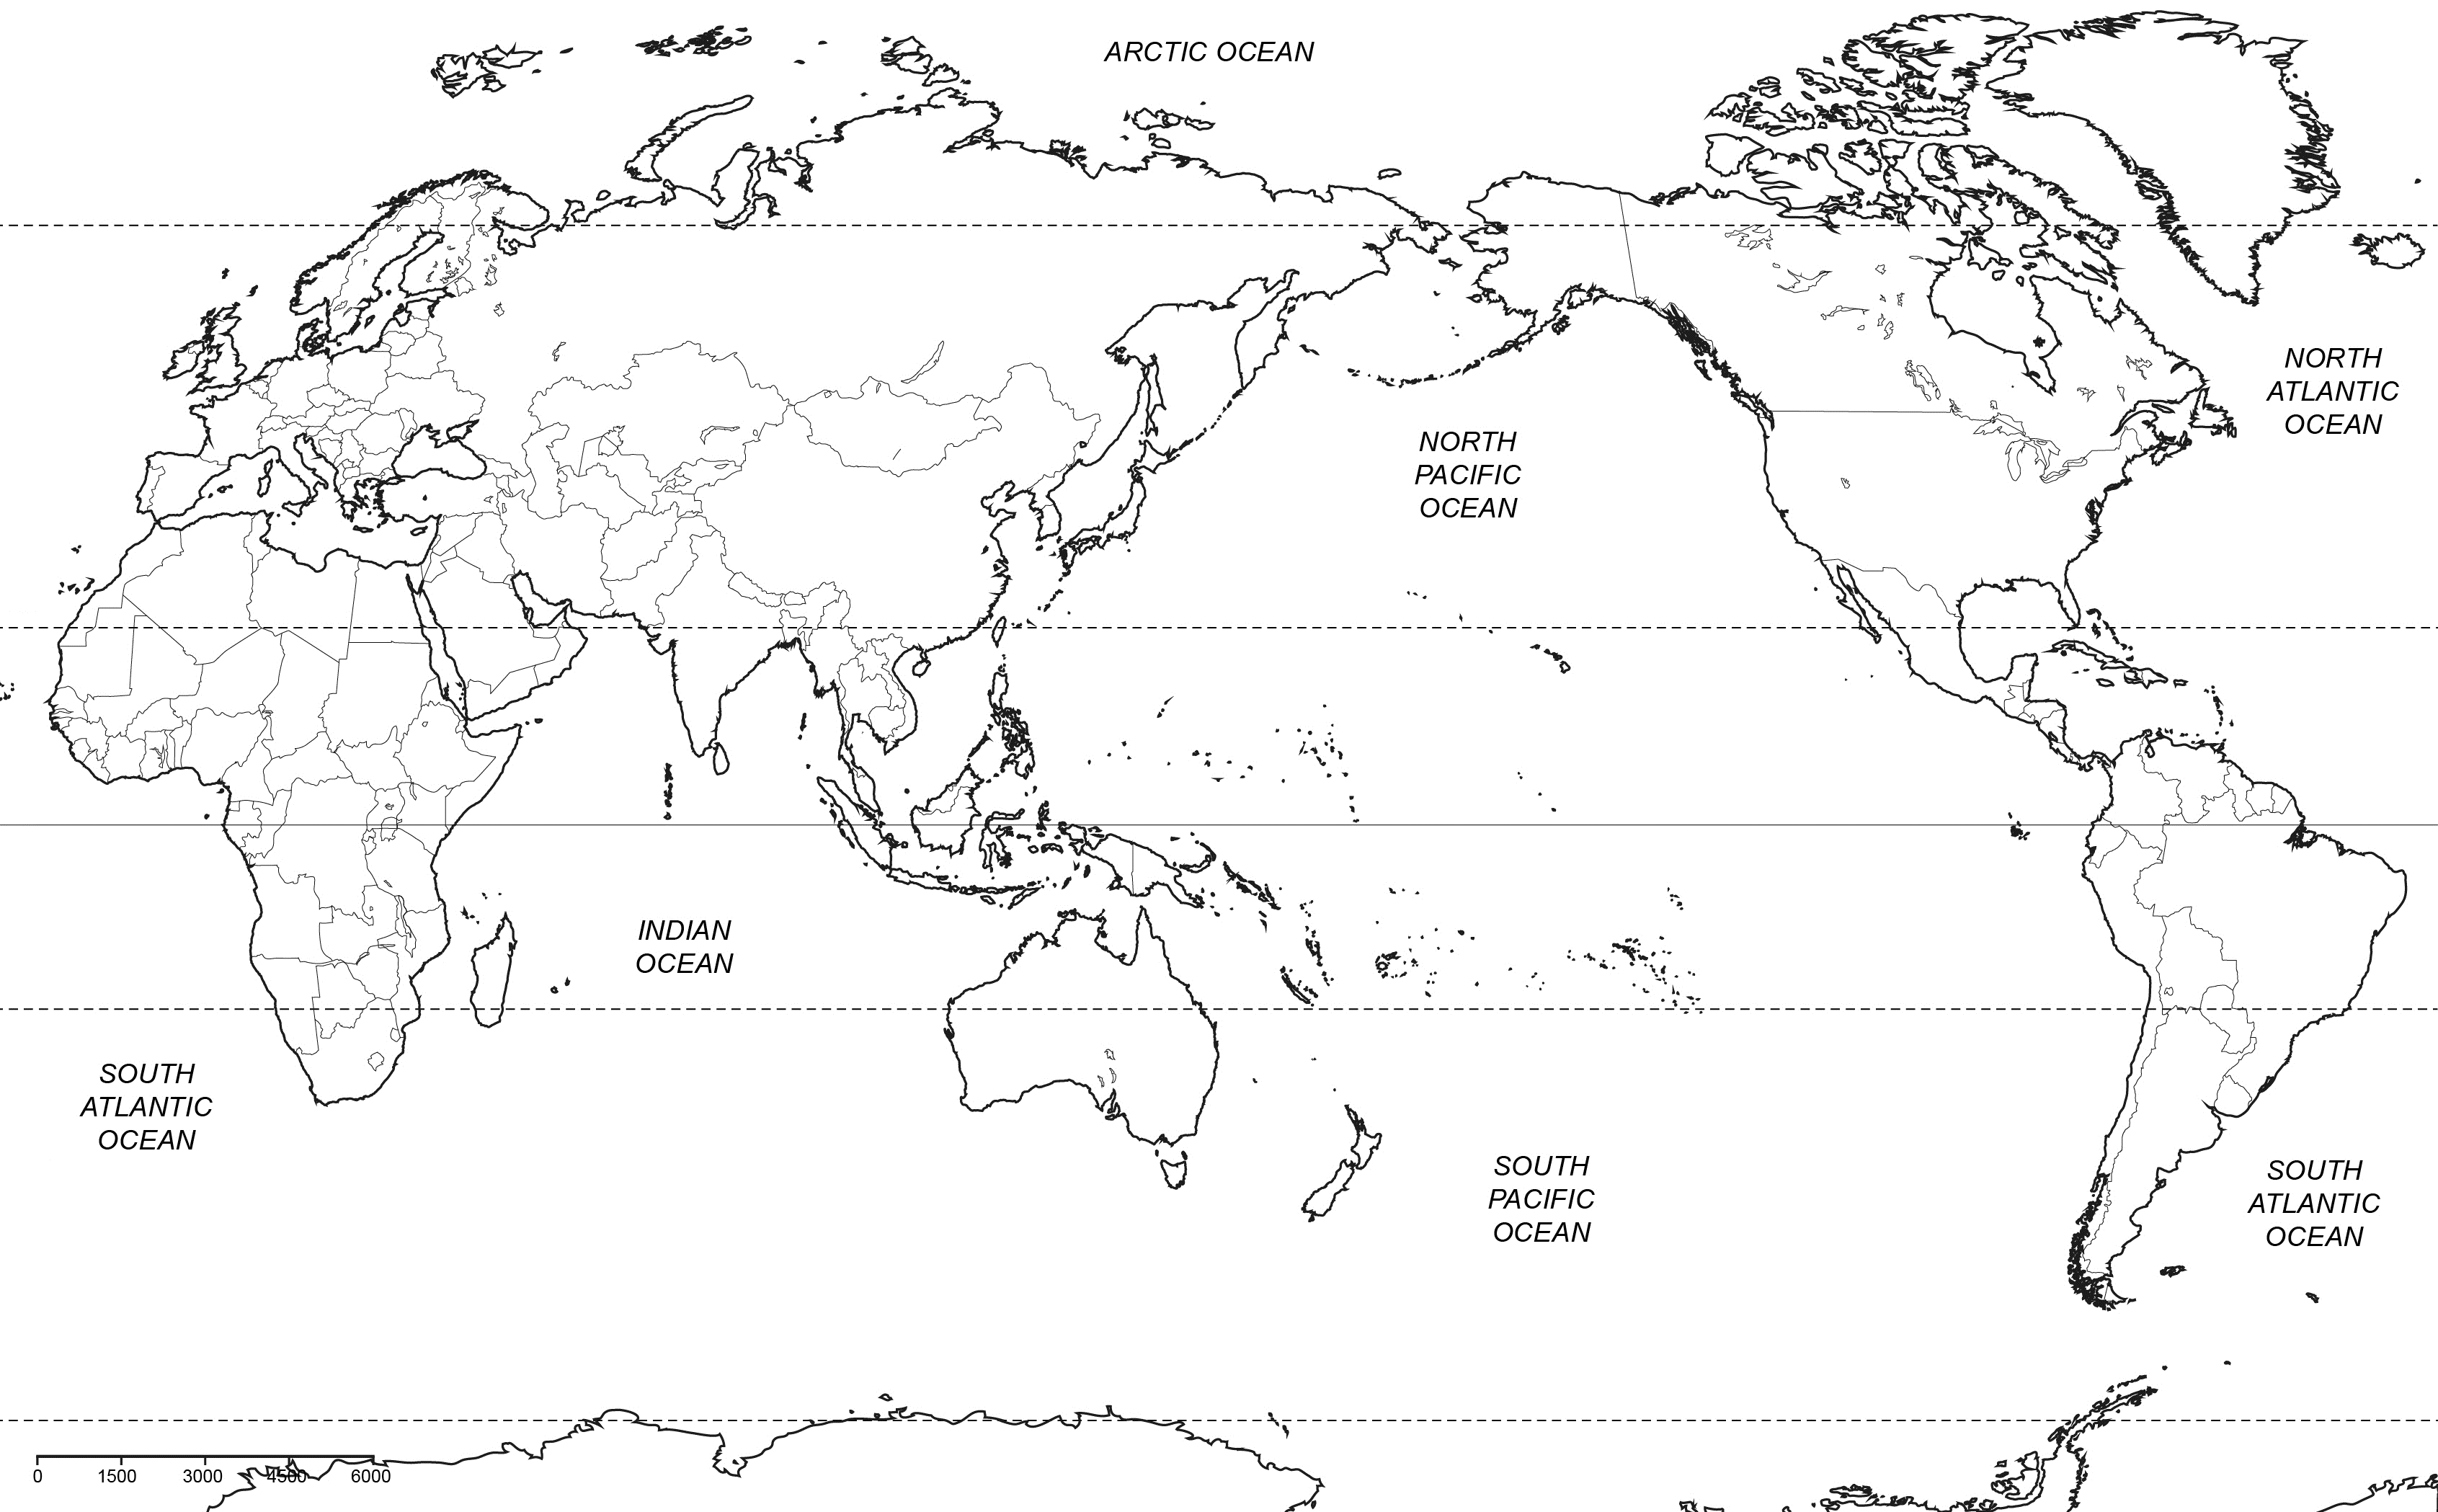 ARCTIC OCEAN
NORTH
ATLANTIC
OCEAN
NORTH
PACIFIC
OCEAN
INDIAN
OCEAN
SOUTH
ATLANTIC
OCEAN
SOUTH
PACIFIC
OCEAN
SOUTH
ATLANTIC
OCEAN
0 1500 3000 4500 6000